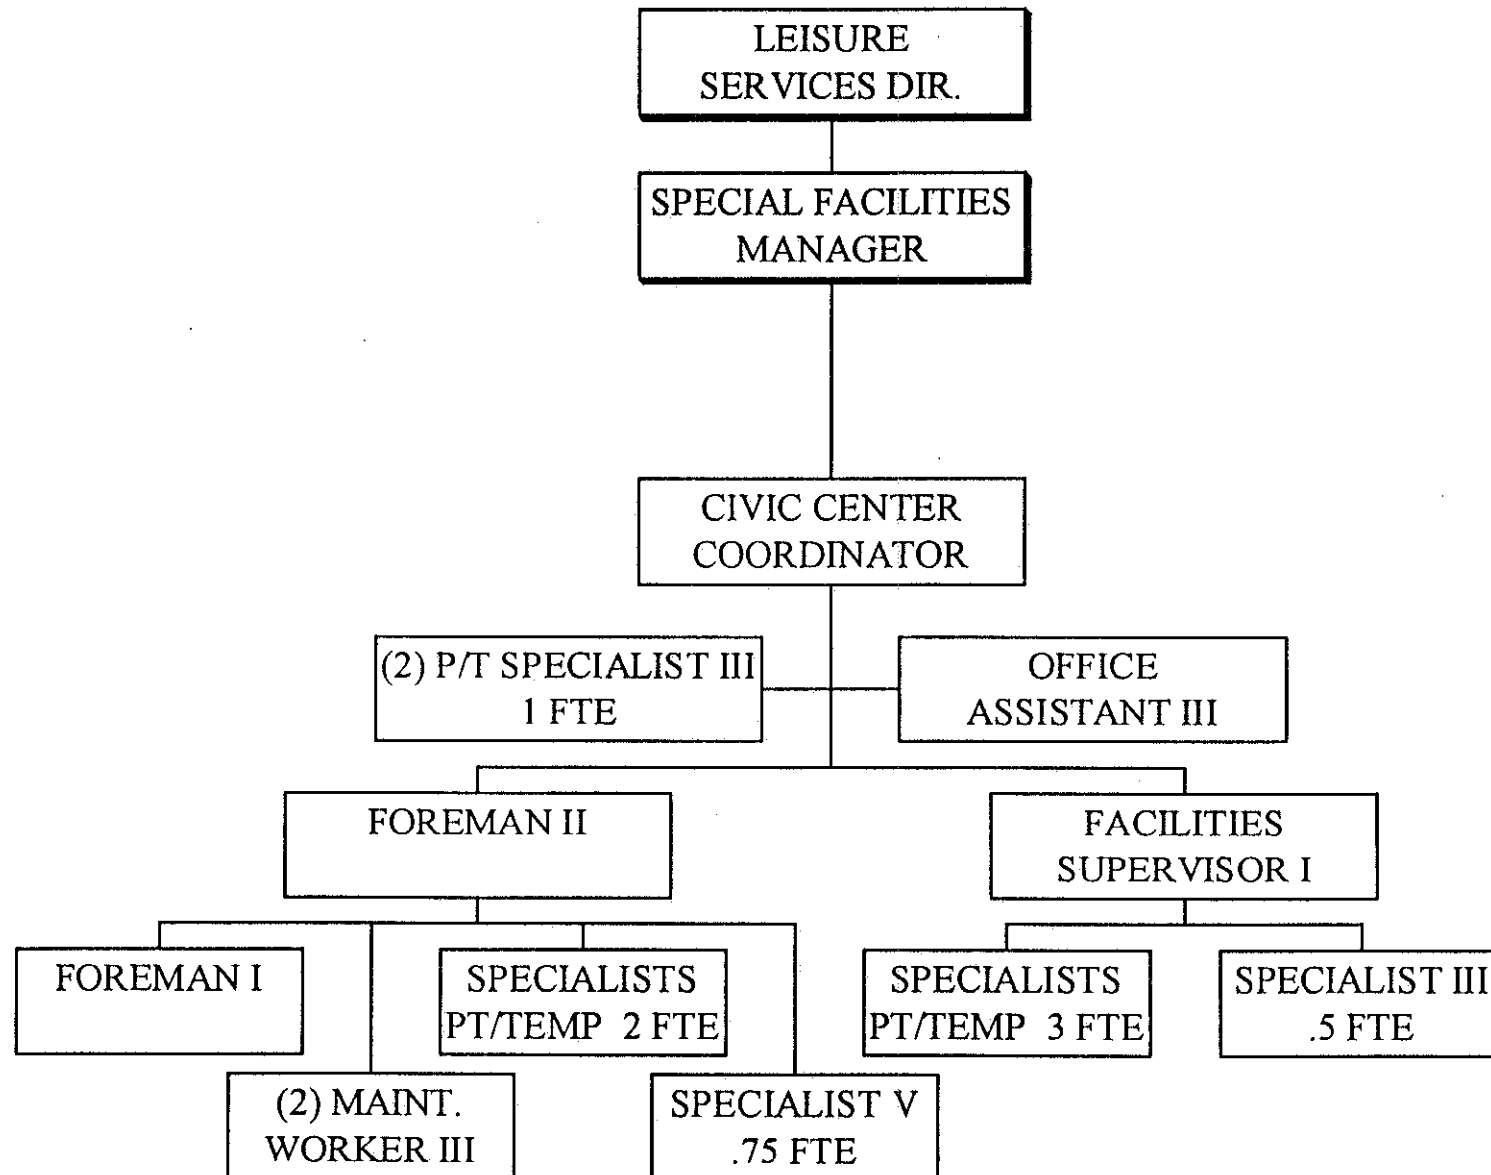 LEISURE
SERVICES DIR.
SPECIAL FACILITIES
MANAGER
CIVIC CENTER
COORDINATOR
(2) P/T SPECIALIST III
1 FTE
OFFICE
ASSISTANT III
FOREMAN II
FACILITIES
SUPERVISOR I
FOREMAN I
SPECIALISTS
PT/TEMP 2 FTE
SPECIALISTS
PT/TEMP 3 FTE
SPECIALIST III
.5 FTE
(2) MAINT.
WORKER III
SPECIALIST V
.75 FTE